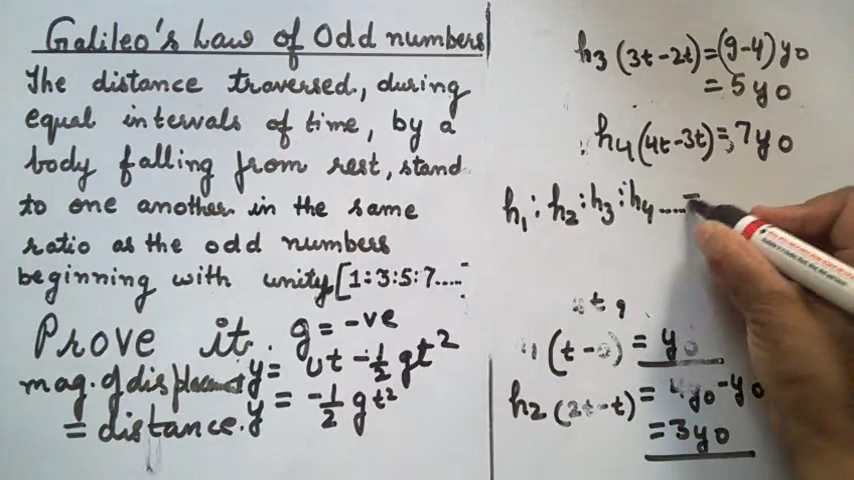 Galileo's Law of Odd numbers
The distance traversed, during
equal intervals of time, by a
body falling from rest, stand
to one another in the same
ratio as the odd numbers
beginning with unity [1:3:5:7.....]
Prove it. g = -ve
mag. of displacement y = ut - 1/2 gt²
= distance. y = -1/2 gt²
h3 (3t-2t) = (9-4) y0
= 5y0
h4 (4t-3t) = 7y0
h1 : h2 : h3 : h4 ..... =
(t-0) = y0
h2 (2t-t) = 4y0 - y0
= 3y0